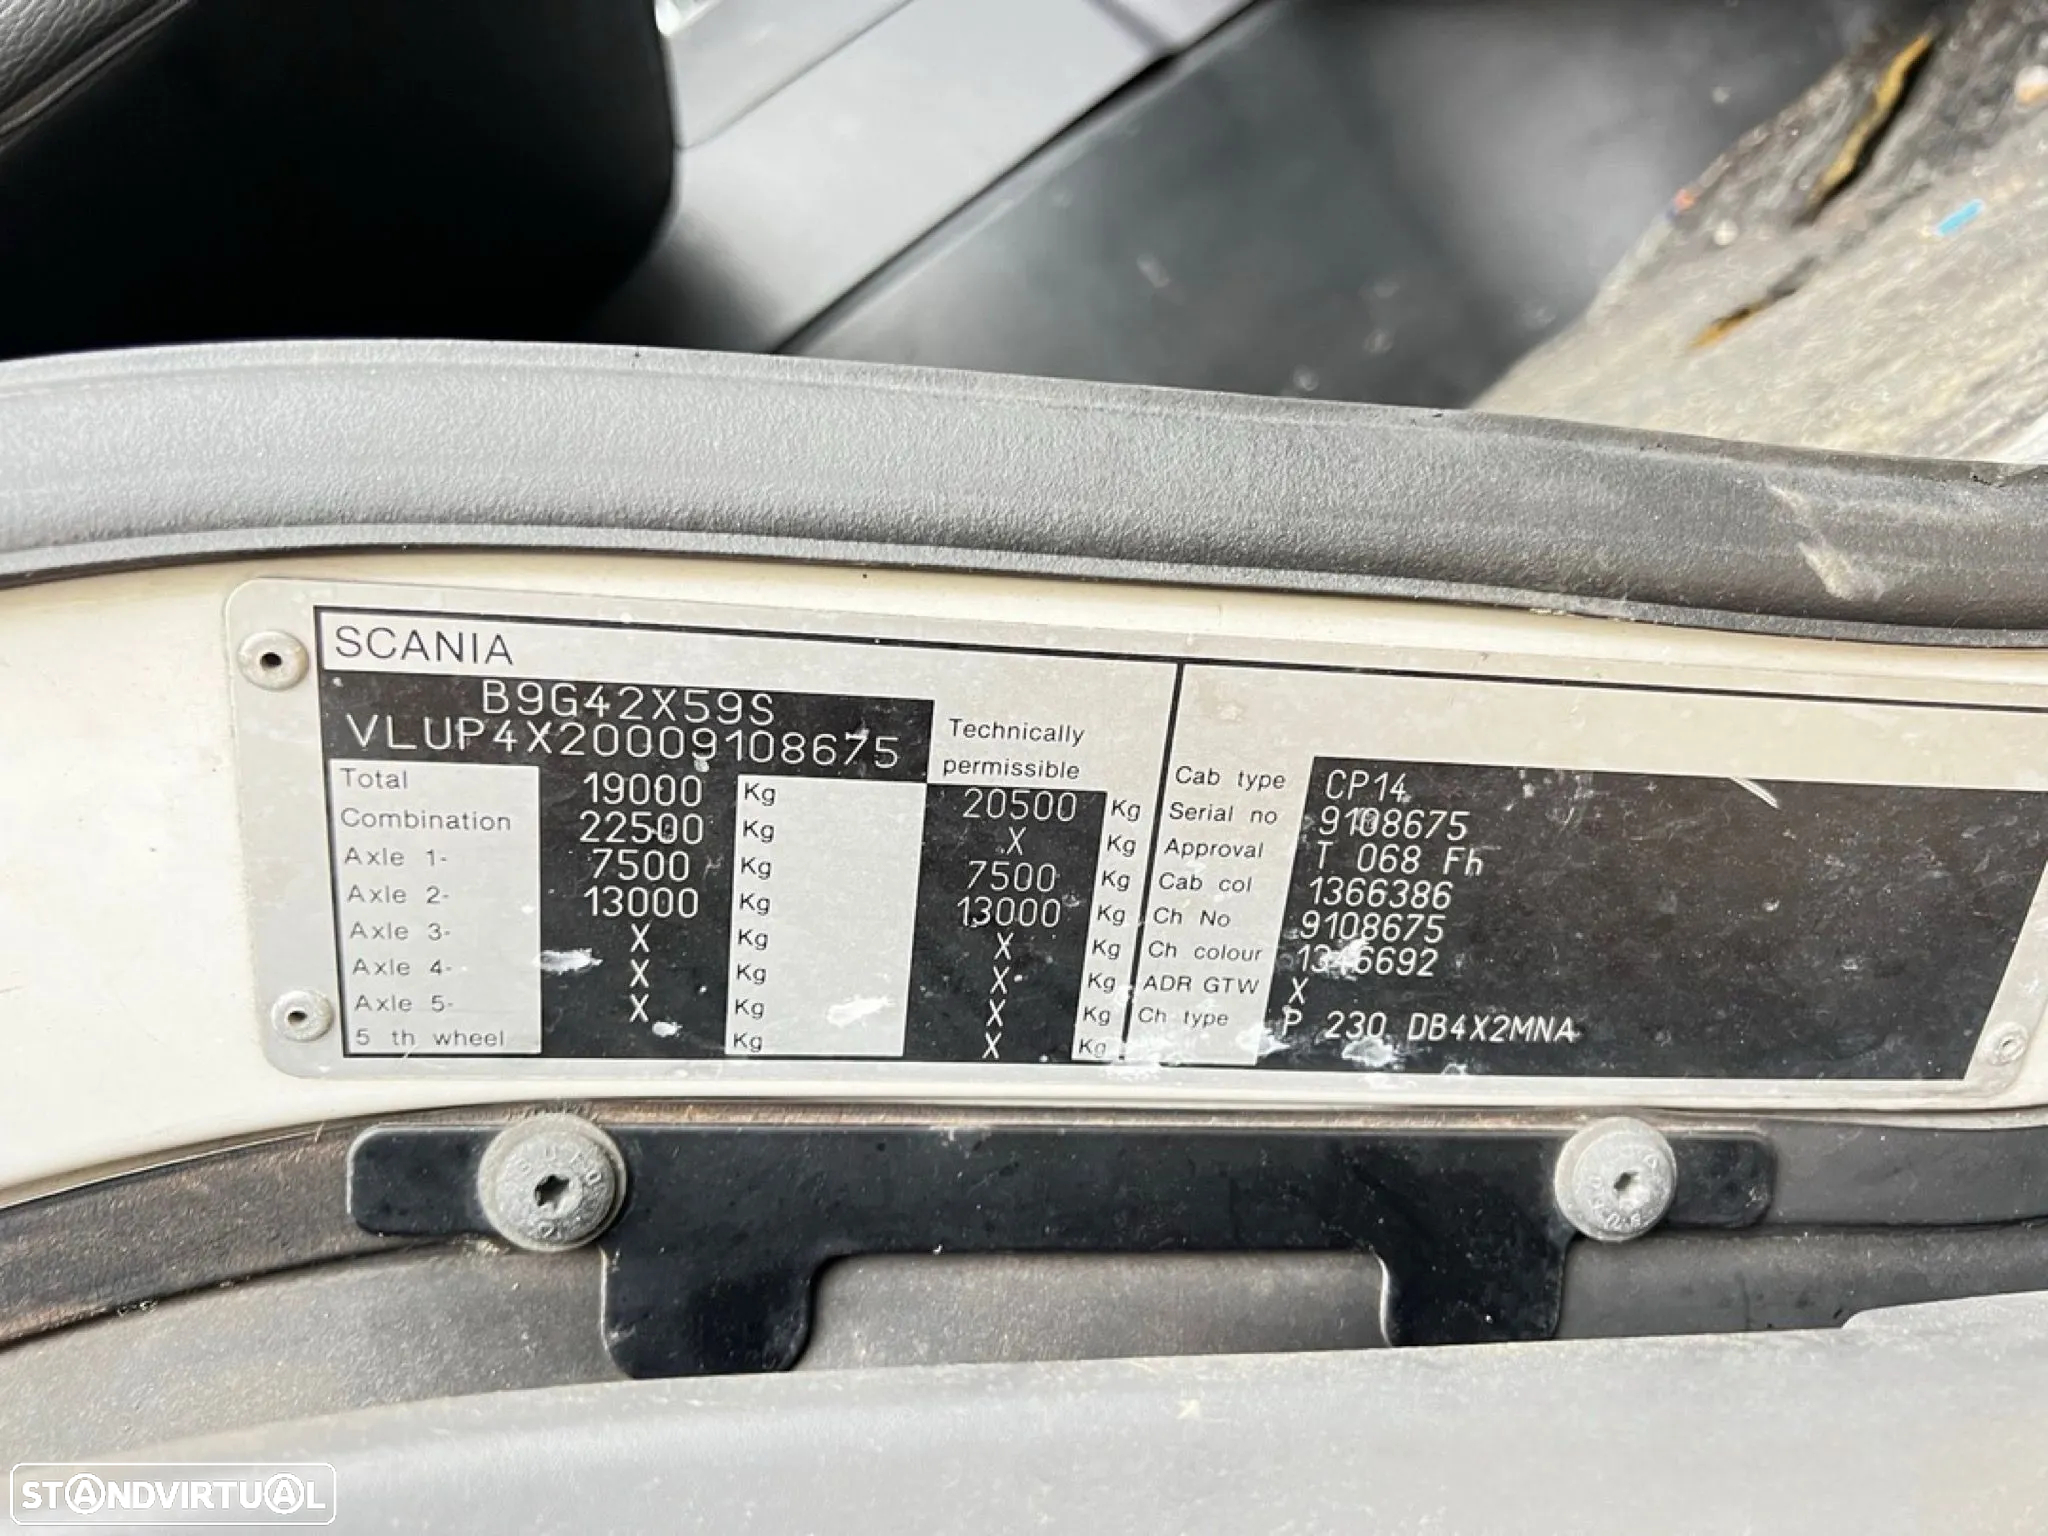 SCANIA
B9G42X59S
VLUP4X20009108675
Technically
permissible
Total 19000 Kg 20500 Kg
Combination 22500 Kg X Kg
Axle 1- 7500 Kg 7500 Kg
Axle 2- 13000 Kg 13000 Kg
Axle 3- X Kg X Kg
Axle 4- X Kg X Kg
Axle 5- X Kg X Kg
5 th wheel Kg X Kg
Cab type CP14
Serial no 9108675
Approval T 068 Fh
Cab col 1366386
Ch No 9108675
Ch colour 1346692
ADR GTW X
Ch type P 230 DB4X2MNA
STANDVIRTUAL